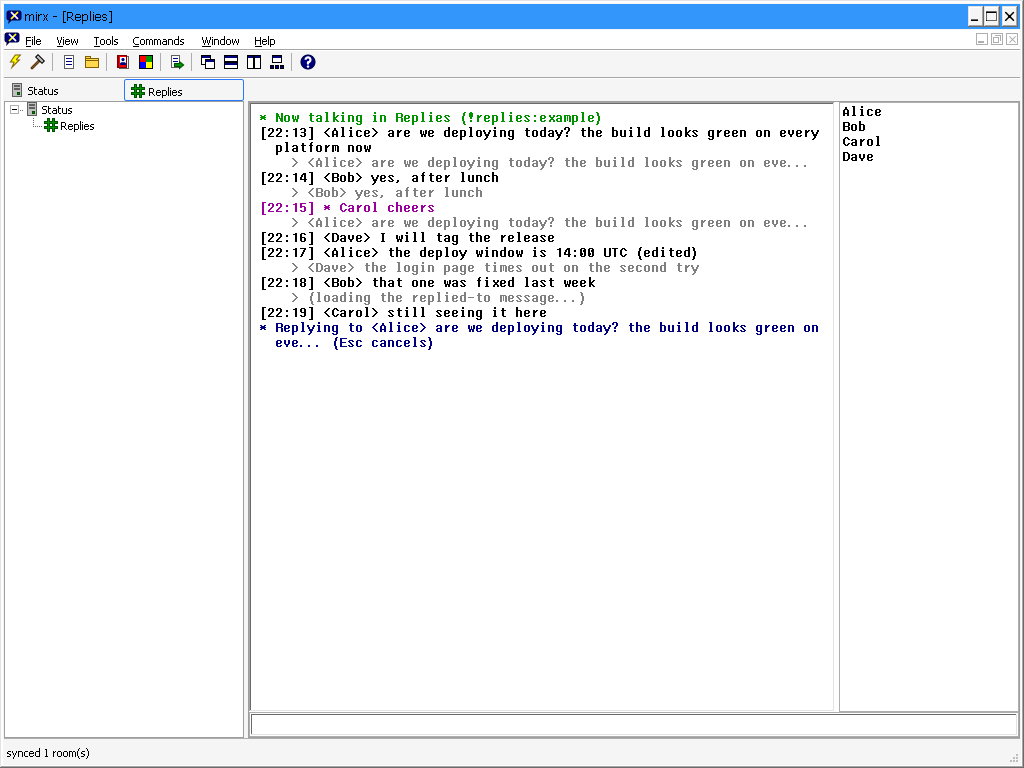 mirx - [Replies]
File View Tools Commands Window Help
Status Replies
Status
Replies
* Now talking in Replies (!replies:example)
[22:13] <Alice> are we deploying today? the build looks green on every
platform now
> <Alice> are we deploying today? the build looks green on eve...
[22:14] <Bob> yes, after lunch
> <Bob> yes, after lunch
[22:15] * Carol cheers
> <Alice> are we deploying today? the build looks green on eve...
[22:16] <Dave> I will tag the release
[22:17] <Alice> the deploy window is 14:00 UTC (edited)
> <Dave> the login page times out on the second try
[22:18] <Bob> that one was fixed last week
> (loading the replied-to message...)
[22:19] <Carol> still seeing it here
* Replying to <Alice> are we deploying today? the build looks green on
eve... (Esc cancels)
Alice
Bob
Carol
Dave
synced 1 room(s)